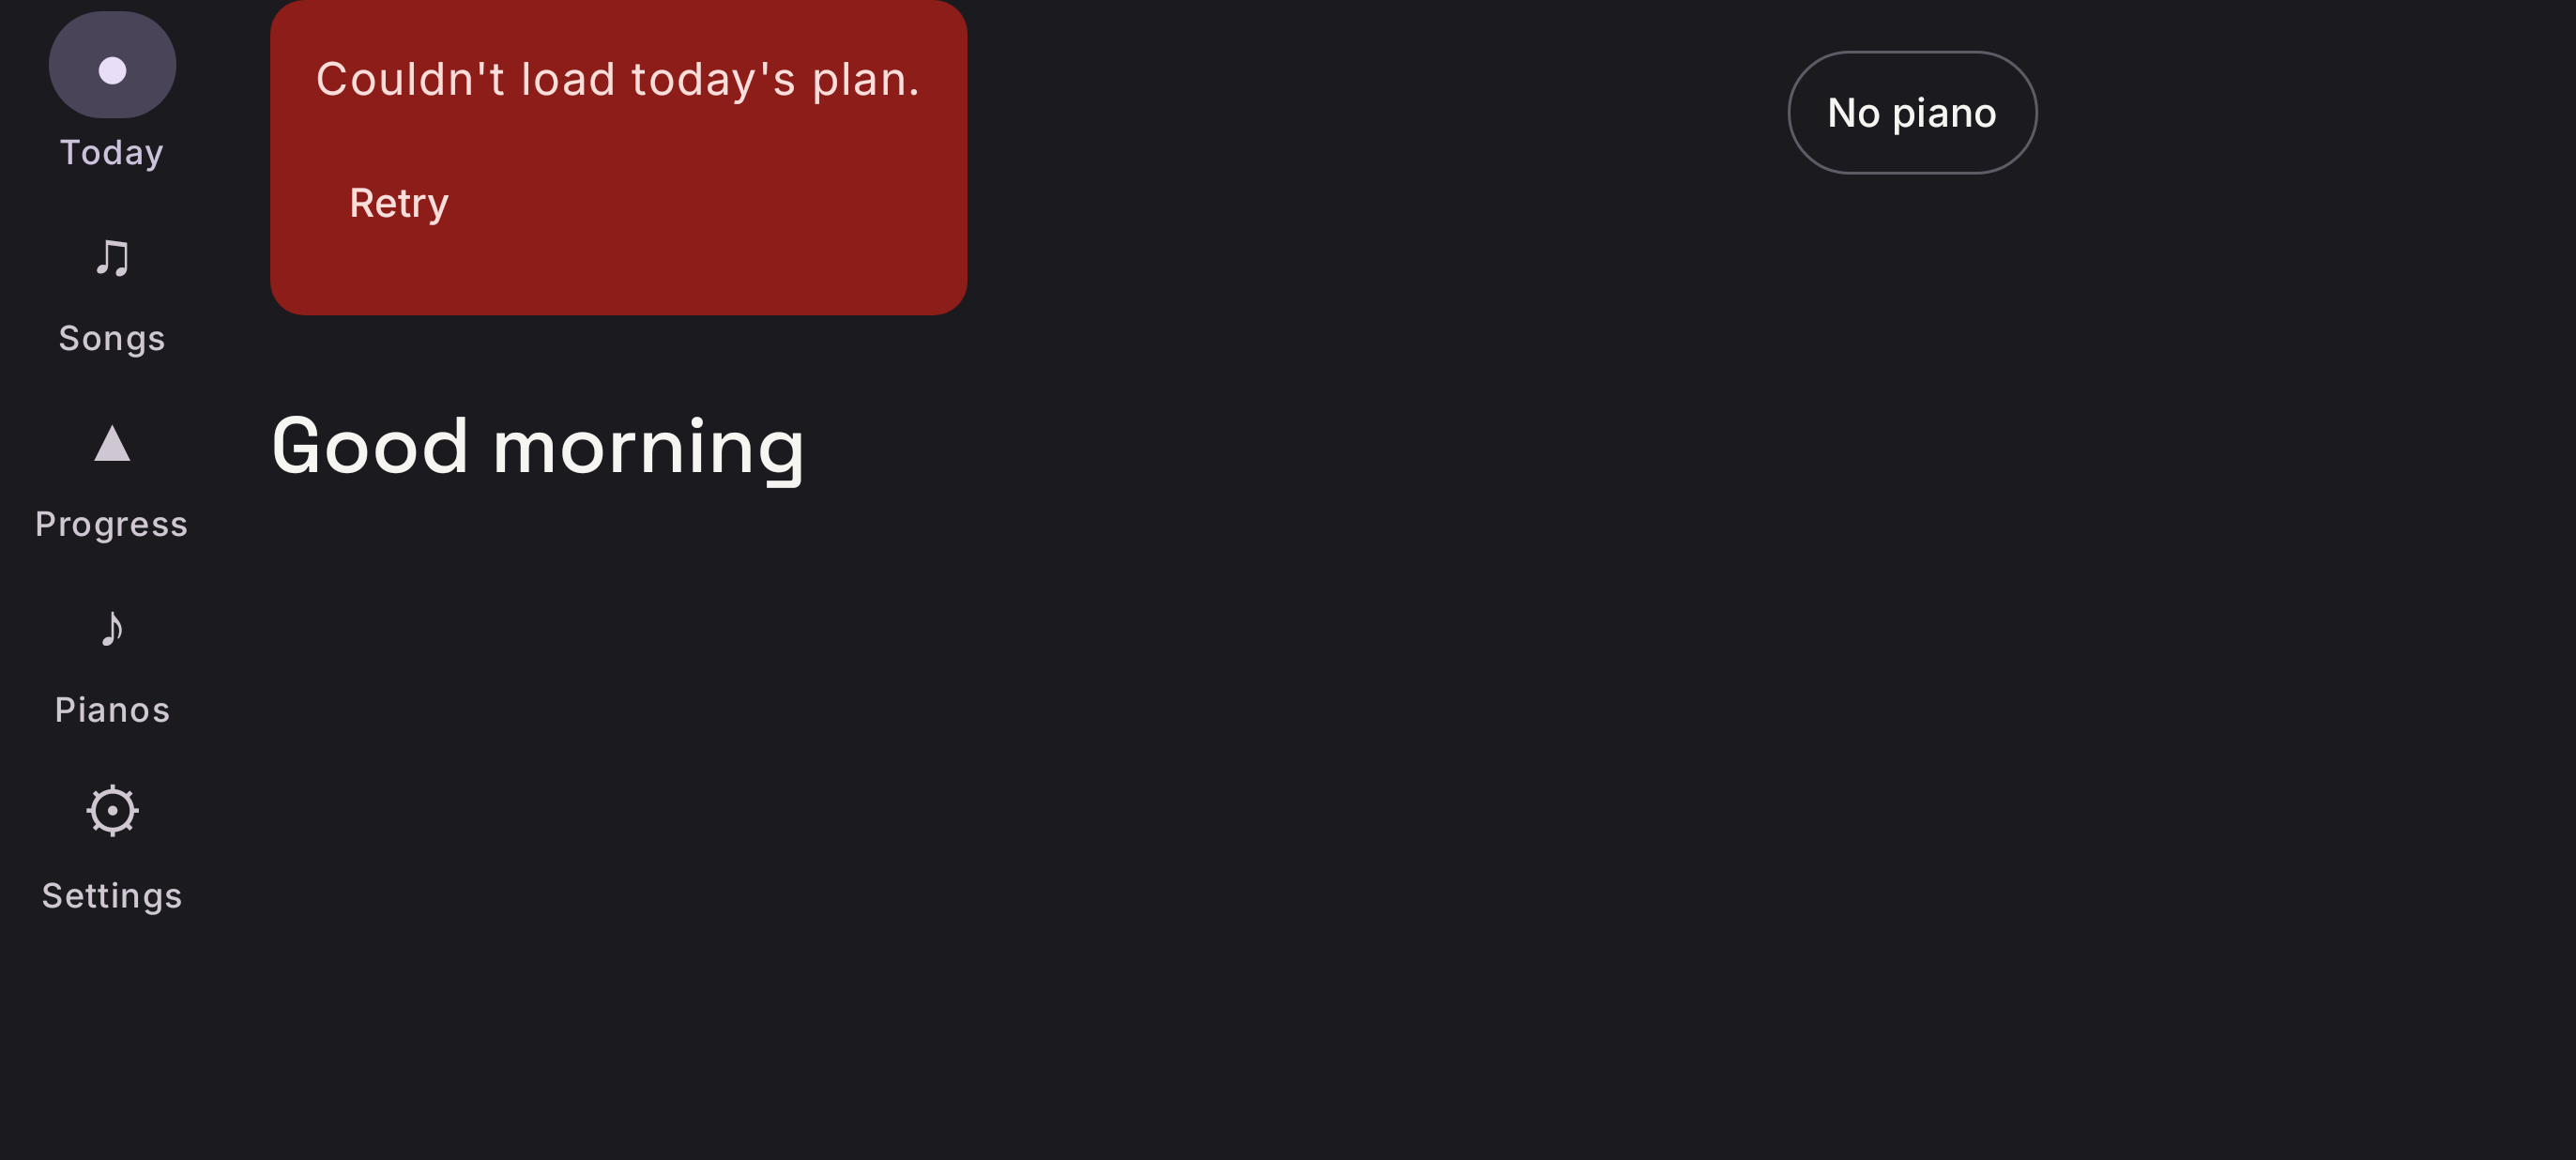 Today
Songs
Progress
Pianos
Settings
Couldn't load today's plan.
Retry
Good morning
No piano